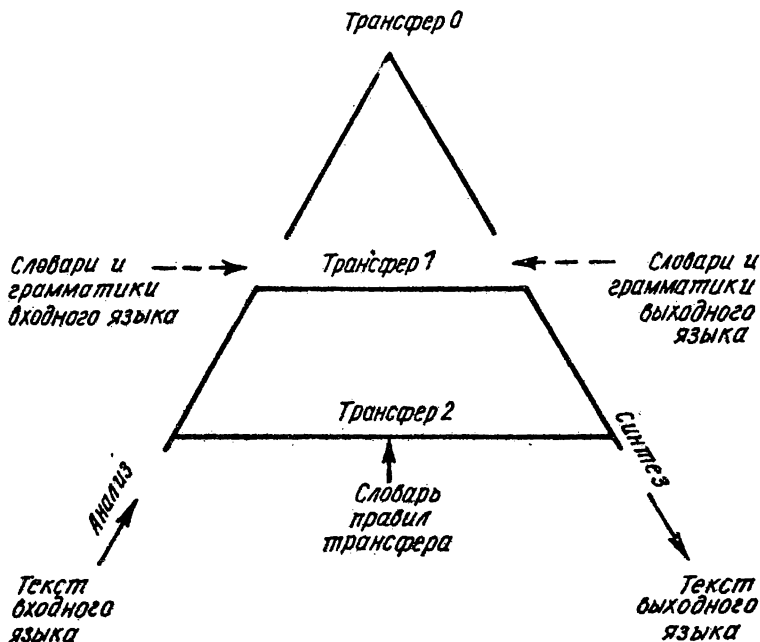 Трансфер 0
Словари и
грамматики
входного языка
Трансфер 1
Словари и
грамматики
выходного
языка
Трансфер 2
Анализ
Синтез
Словарь
правил
трансфера
Текст
входного
языка
Текст
выходного
языка